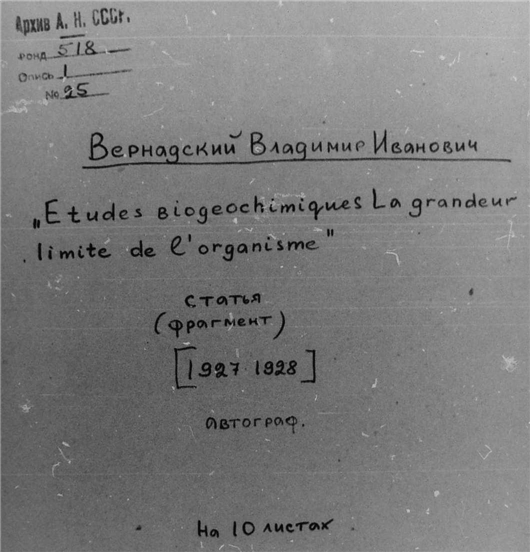 Архив А. Н. СССР.
Фонд 518
Опись 1
№ 25
Вернадский Владимир Иванович
„Etudes biogeochimiques La grandeur
limite de l'organisme"
статья
(фрагмент)
[1927 1928]
автограф.
на 10 листах